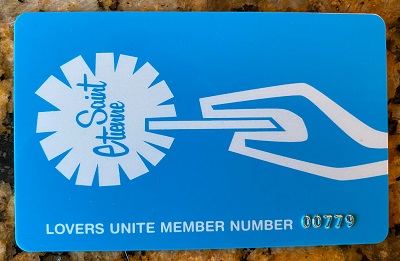 Saint
etienne
LOVERS UNITE MEMBER NUMBER 00779